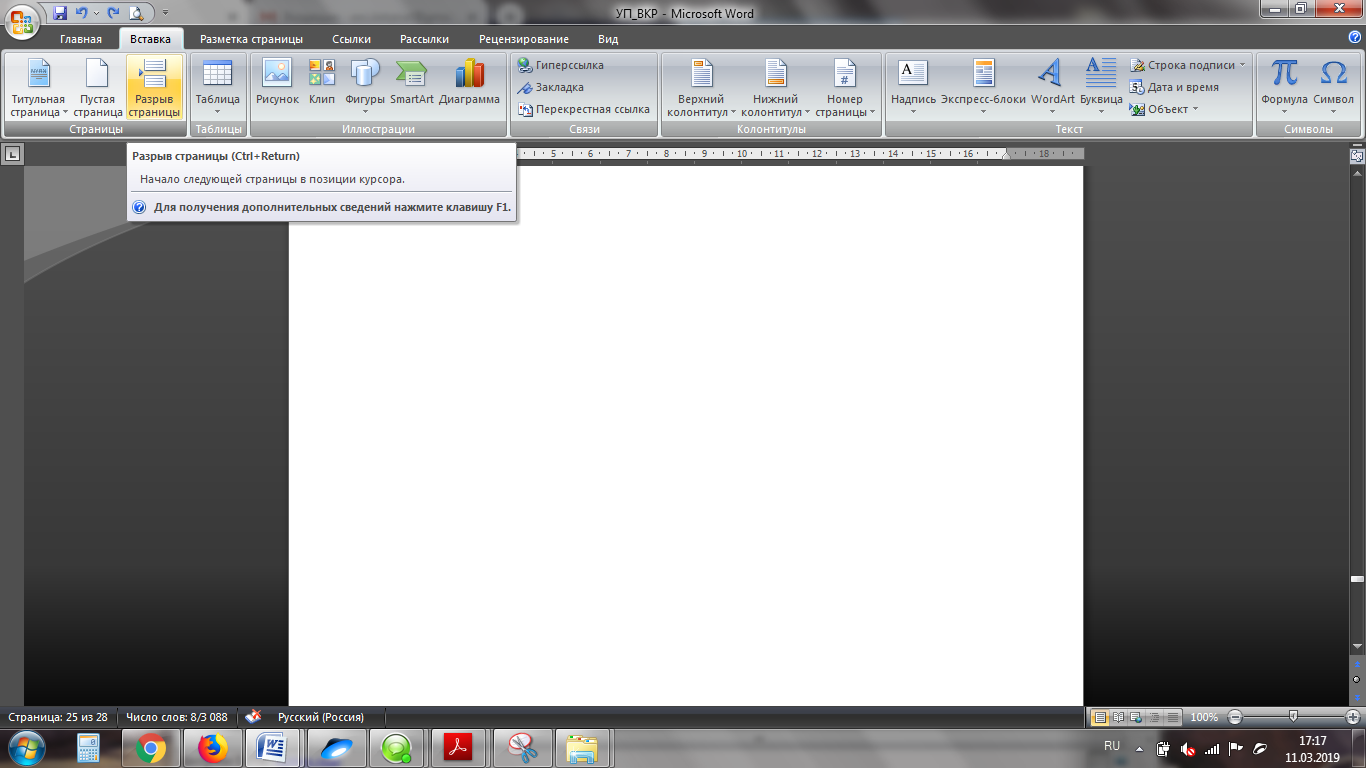 УП_ВКР - Microsoft Word
Главная Вставка Разметка страницы Ссылки Рассылки Рецензирование Вид
Титульная страница
Пустая страница
Разрыв страницы
Страницы
Таблица
Таблицы
Рисунок
Клип
Фигуры
SmartArt
Диаграмма
Иллюстрации
Гиперссылка
Закладка
Перекрестная ссылка
Связи
Верхний колонтитул
Нижний колонтитул
Номер страницы
Колонтитулы
Надпись
Экспресс-блоки
WordArt
Буквица
Строка подписи
Дата и время
Объект
Текст
Формула
Символ
Символы
Разрыв страницы (Ctrl+Return)
Начало следующей страницы в позиции курсора.
Для получения дополнительных сведений нажмите клавишу F1.
5 6 7 8 9 10 11 12 13 14 15 16 18
Страница: 25 из 28 Число слов: 8/3 088 Русский (Россия) 100%
RU
17:17
11.03.2019